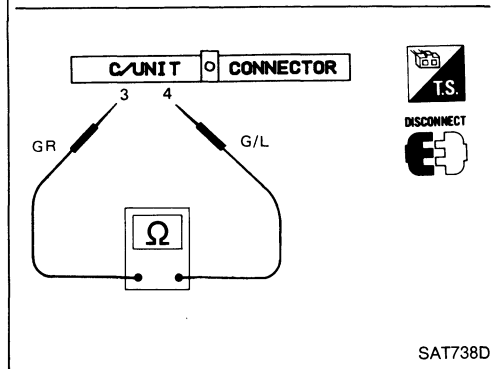 C/UNIT CONNECTOR
3 4
GR
G/L
Ω
T.S.
DISCONNECT
SAT738D